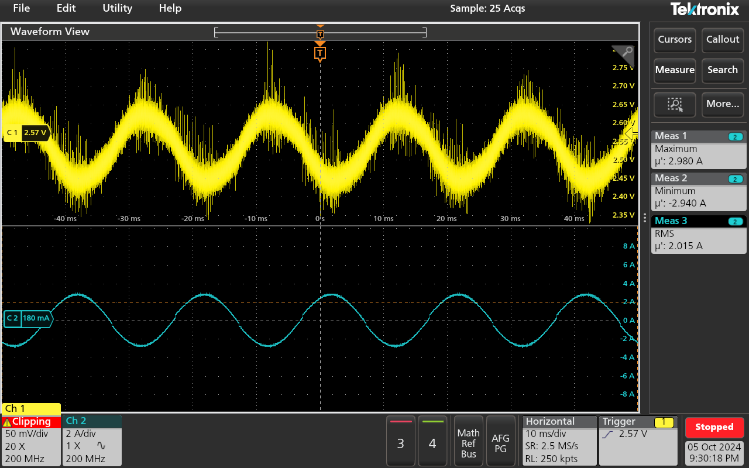 File Edit Utility Help Sample: 25 Acqs Tektronix
Waveform View
T
T
Cursors Callout
Measure Search
More...
2.75 V
2.70 V
2.65 V
2.60 V
2.55
2.50 V
2.45 V
2.40 V
2.35 V
C 1 2.57 V
-40 ms -30 ms -20 ms -10 ms 0 s 10 ms 20 ms 30 ms 40 ms
Meas 1 2
Maximum
µ': 2.980 A
Meas 2 2
Minimum
µ': -2.940 A
Meas 3 2
RMS
µ': 2.015 A
8 A
6 A
4 A
2 A
0 A
-2 A
-4 A
-6 A
-8 A
C 2 180 mA
Ch 1
Clipping
50 mV/div
20 X
200 MHz
Ch 2
2 A/div
1 X
200 MHz
3
4
Math
Ref
Bus
AFG
PG
Horizontal
10 ms/div
SR: 2.5 MS/s
RL: 250 kpts
Trigger 1
2.57 V
Stopped
05 Oct 2024
9:30:18 PM